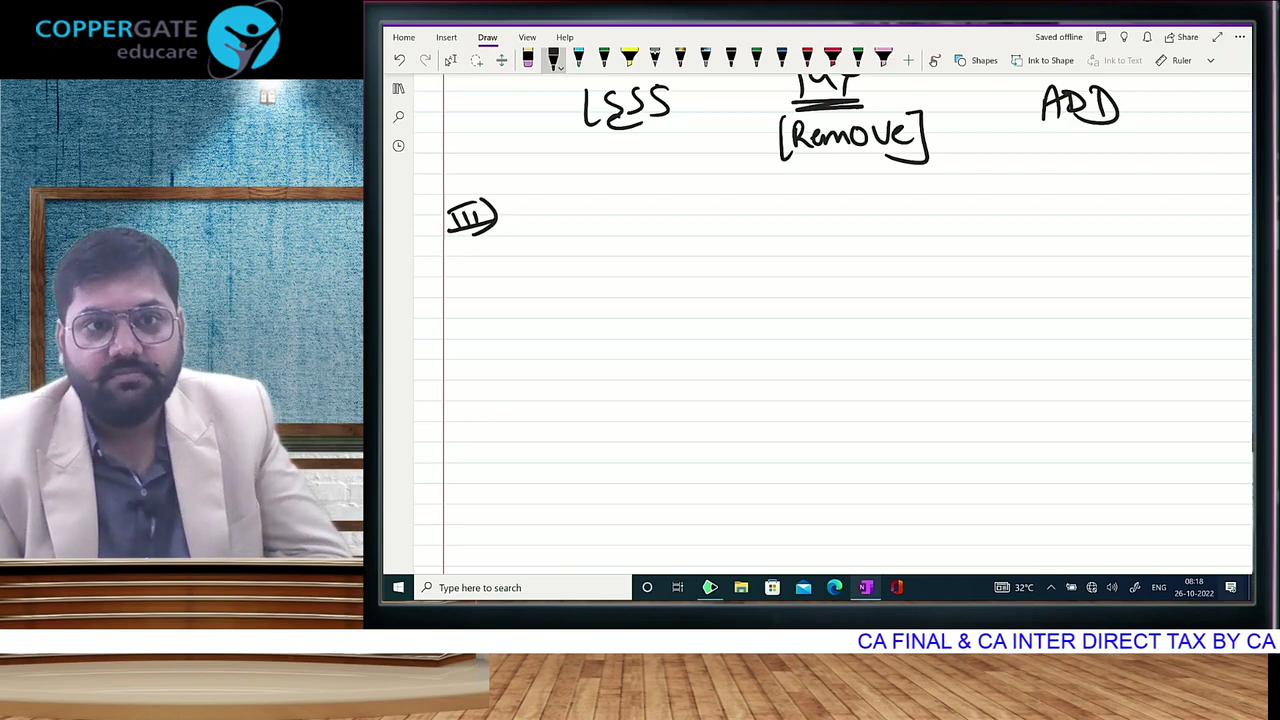 COPPERGATE
educare
Home Insert Draw View Help
Saved offline
Share
Shapes
Ink to Shape
Ink to Text
Ruler
LESS
ADD
[Remove]
III)
Type here to search
32°C
ENG
08:18
26-10-2022
CA FINAL & CA INTER DIRECT TAX BY CA